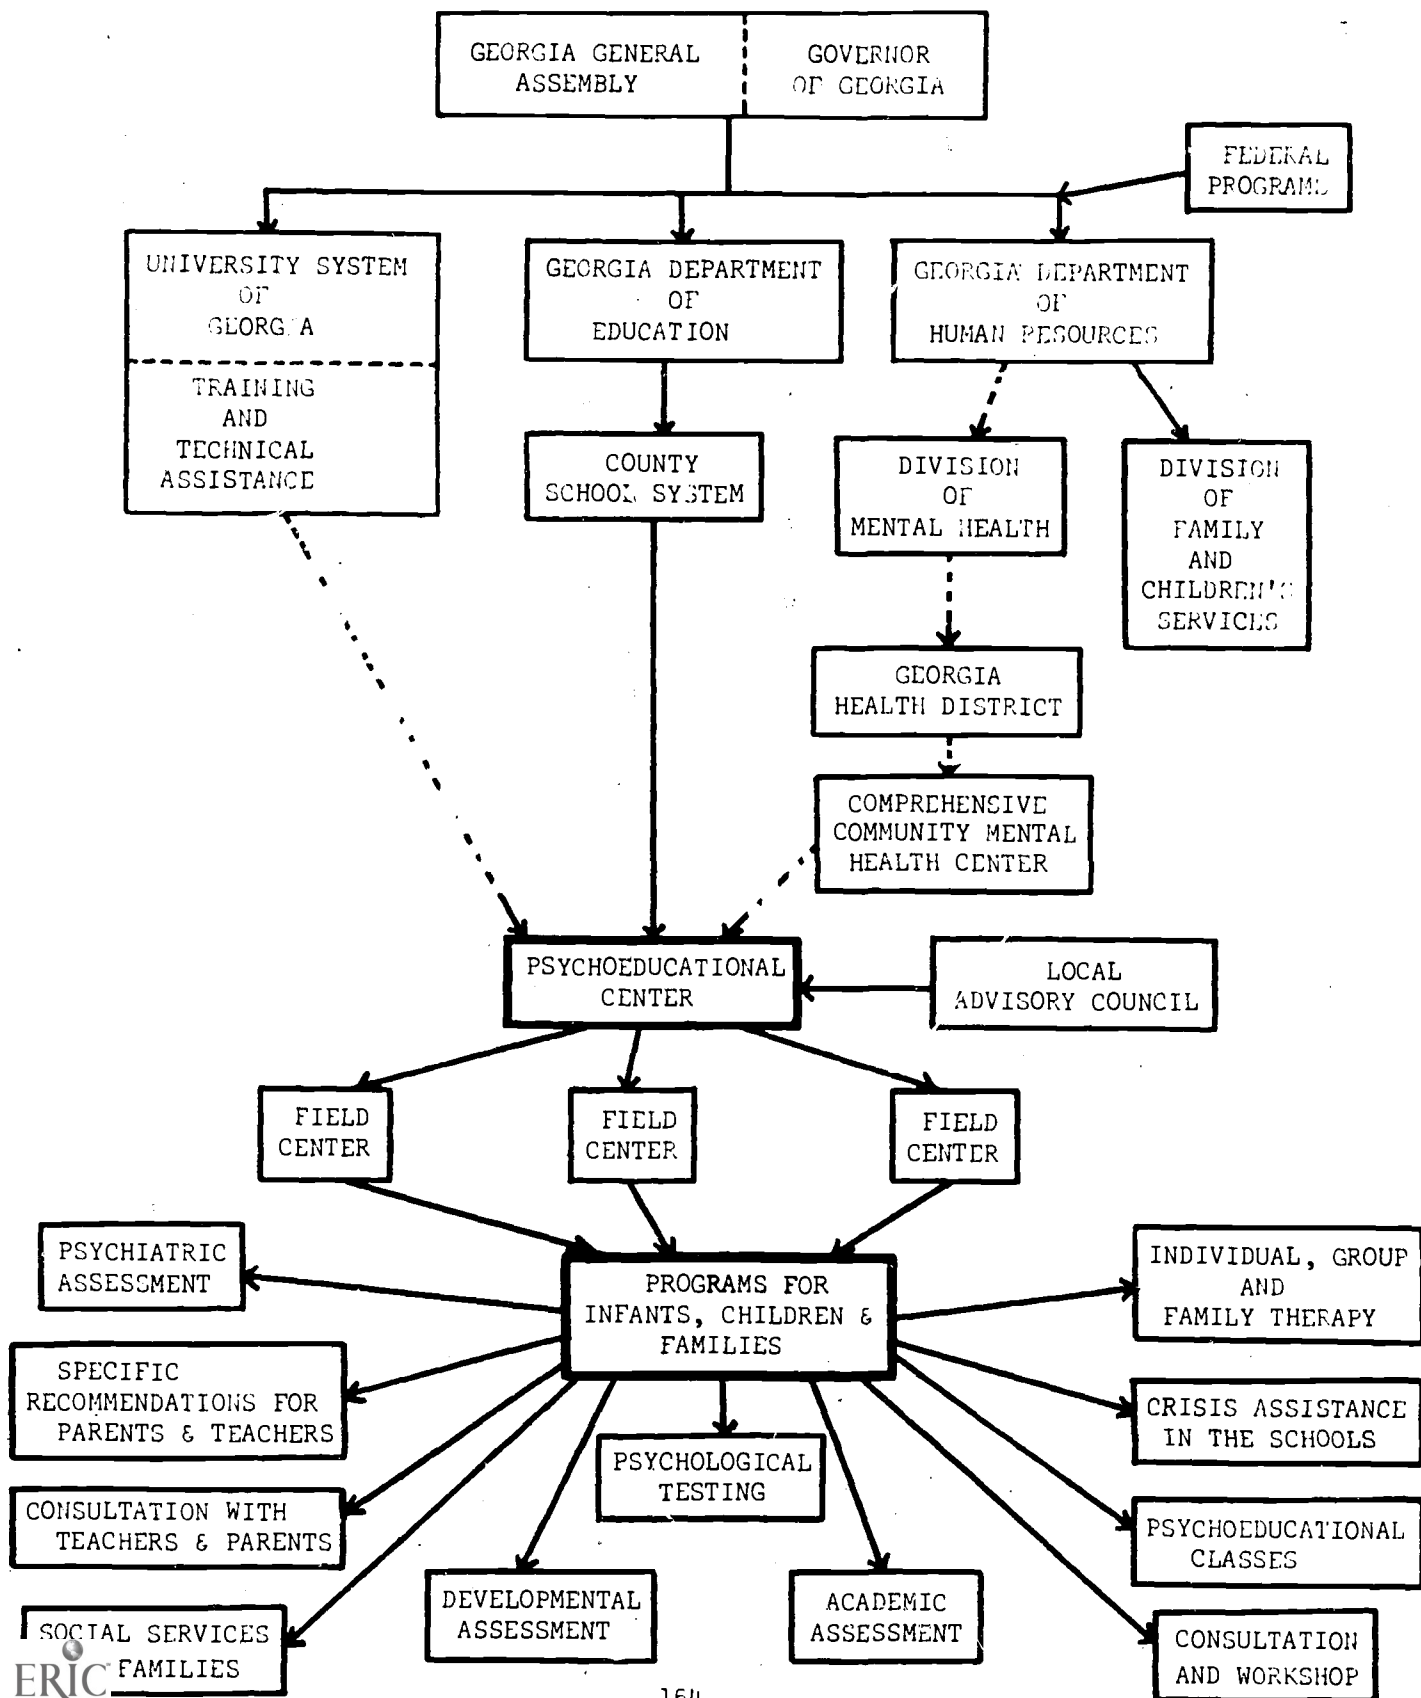 GEORGIA GENERAL
ASSEMBLY
GOVERNOR
OF GEORGIA
FEDERAL
PROGRAMS
UNIVERSITY SYSTEM
OF
GEORGIA
TRAINING
AND
TECHNICAL
ASSISTANCE
GEORGIA DEPARTMENT
OF
EDUCATION
GEORGIA DEPARTMENT
OF
HUMAN RESOURCES
COUNTY
SCHOOL SYSTEM
DIVISION
OF
MENTAL HEALTH
DIVISION
OF
FAMILY
AND
CHILDREN'S
SERVICES
GEORGIA
HEALTH DISTRICT
COMPREHENSIVE
COMMUNITY MENTAL
HEALTH CENTER
PSYCHOEDUCATIONAL
CENTER
LOCAL
ADVISORY COUNCIL
FIELD
CENTER
FIELD
CENTER
FIELD
CENTER
PSYCHIATRIC
ASSESSMENT
PROGRAMS FOR
INFANTS, CHILDREN &
FAMILIES
INDIVIDUAL, GROUP
AND
FAMILY THERAPY
SPECIFIC
RECOMMENDATIONS FOR
PARENTS & TEACHERS
CRISIS ASSISTANCE
IN THE SCHOOLS
PSYCHOLOGICAL
TESTING
CONSULTATION WITH
TEACHERS & PARENTS
PSYCHOEDUCATIONAL
CLASSES
DEVELOPMENTAL
ASSESSMENT
ACADEMIC
ASSESSMENT
SOCIAL SERVICES
FAMILIES
CONSULTATION
AND WORKSHOP
ERIC
164